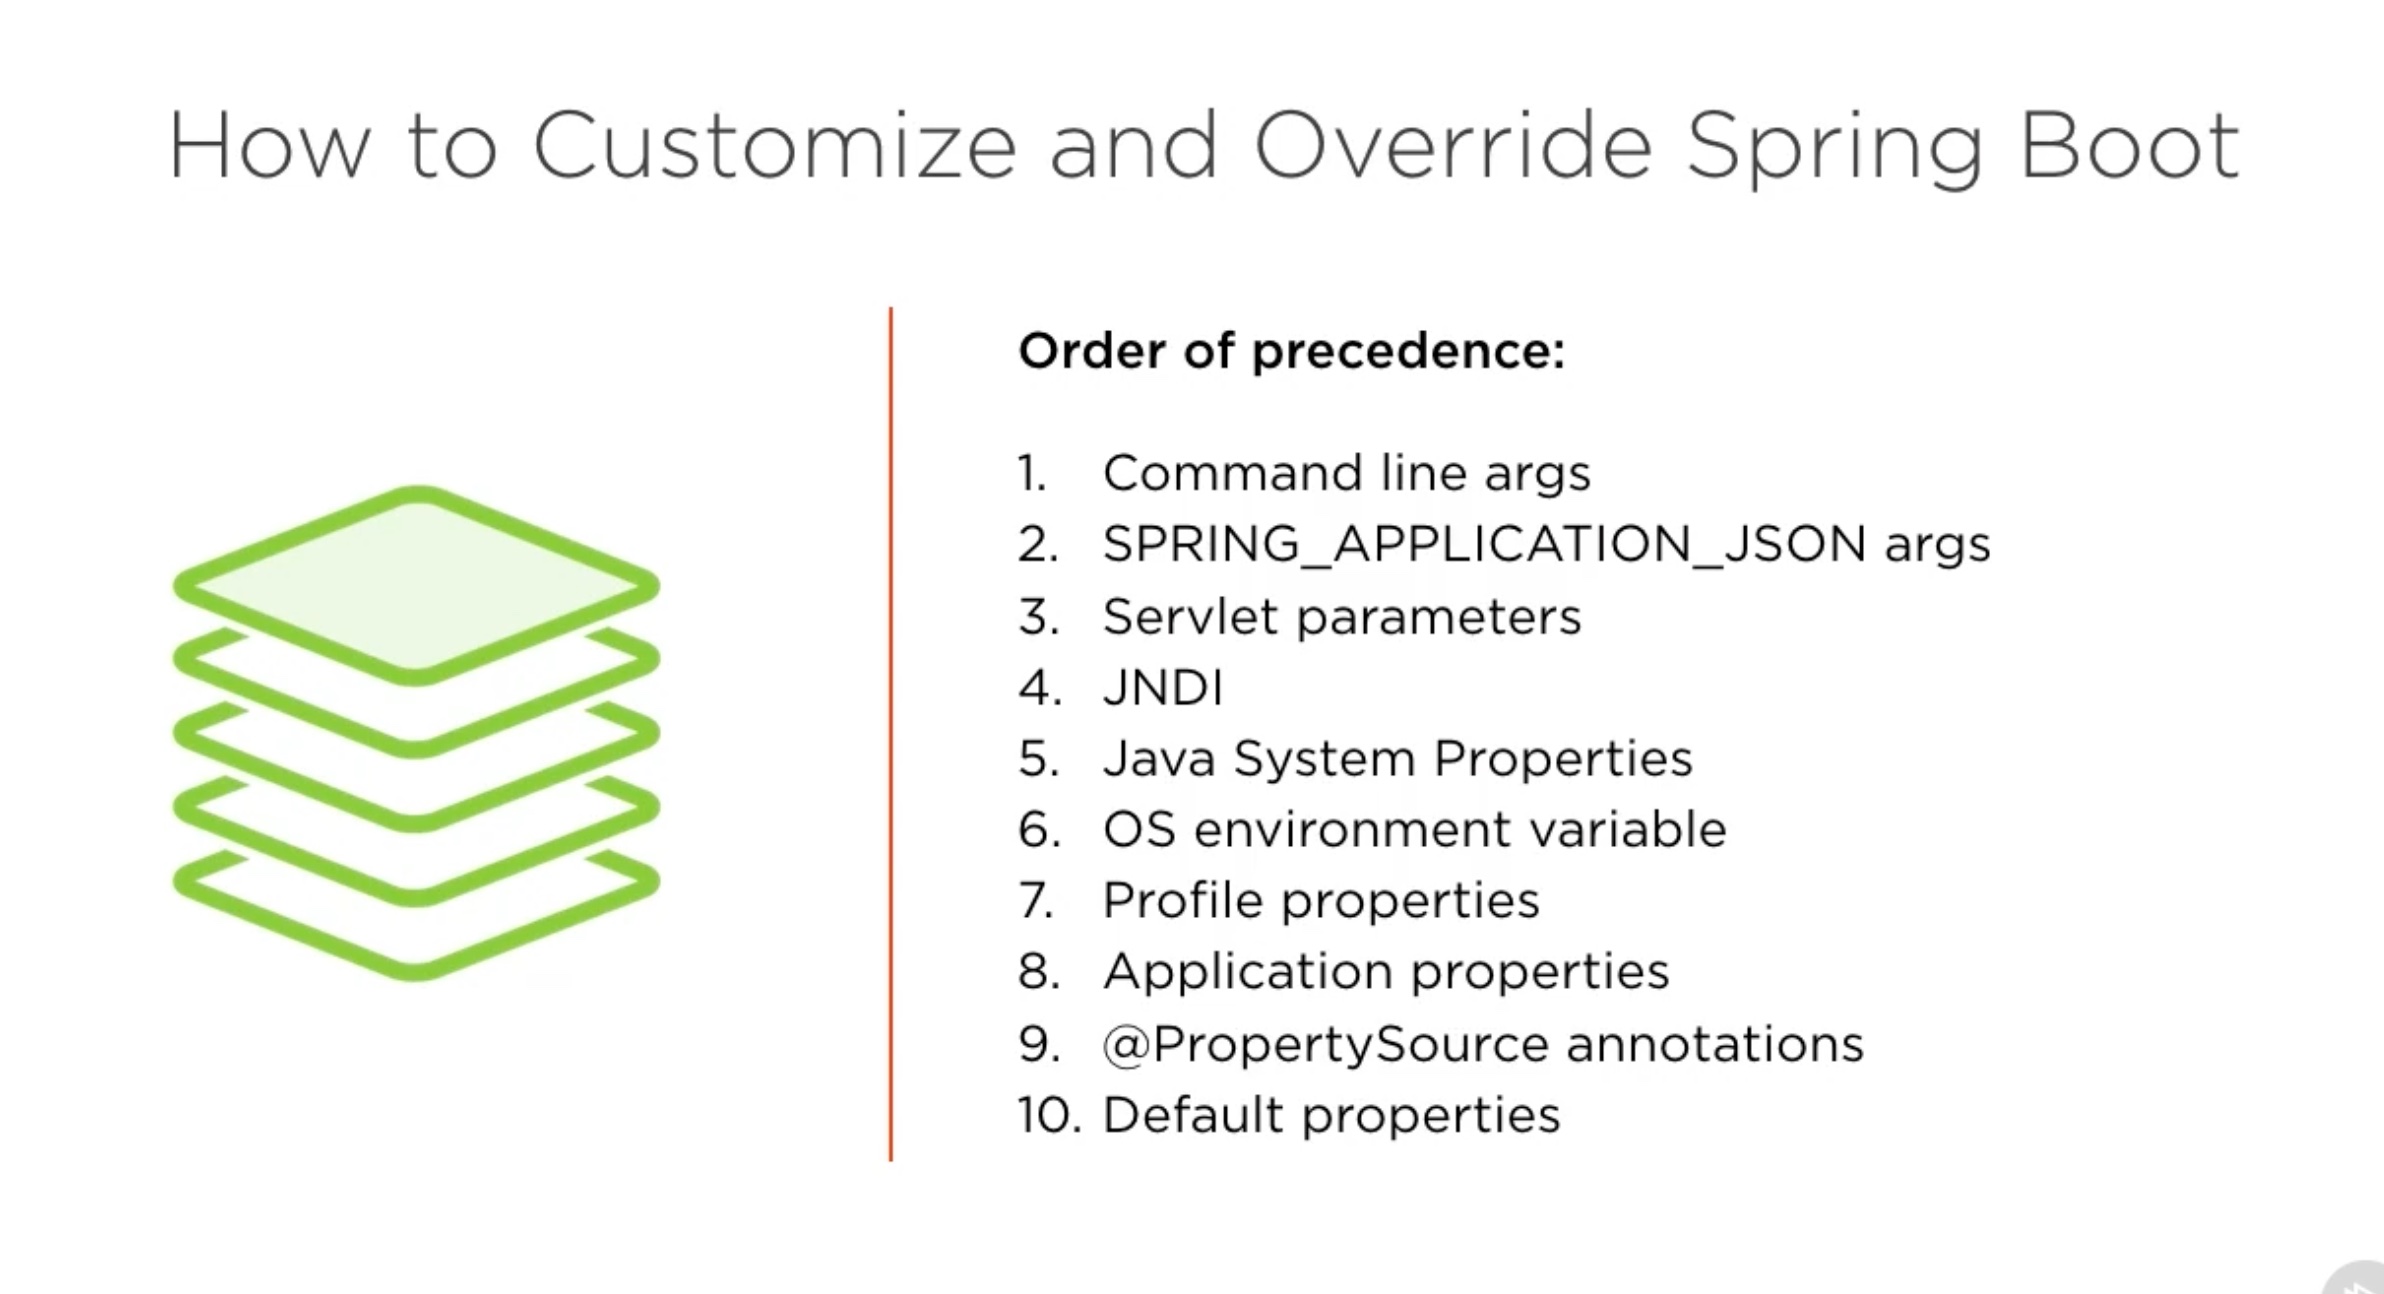 How to Customize and Override Spring Boot
Order of precedence:
1. Command line args
2. SPRING_APPLICATION_JSON args
3. Servlet parameters
4. JNDI
5. Java System Properties
6. OS environment variable
7. Profile properties
8. Application properties
9. @PropertySource annotations
10. Default properties